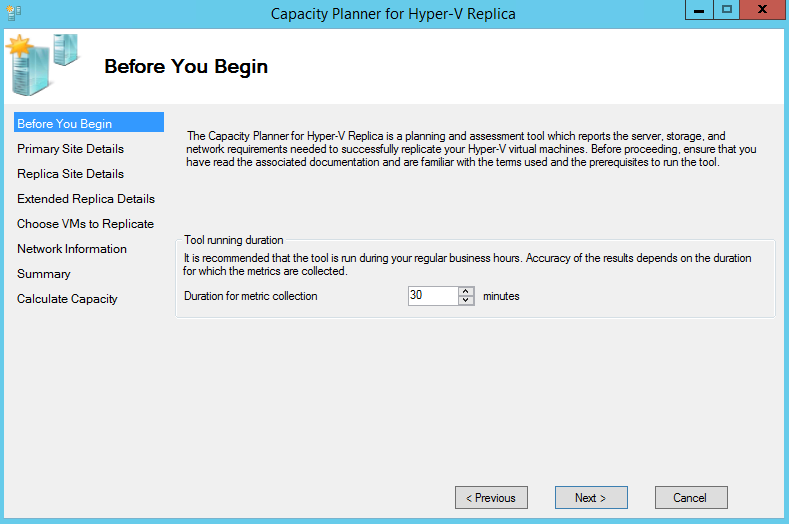 Capacity Planner for Hyper-V Replica
Before You Begin
Before You Begin
Primary Site Details
Replica Site Details
Extended Replica Details
Choose VMs to Replicate
Network Information
Summary
Calculate Capacity
The Capacity Planner for Hyper-V Replica is a planning and assessment tool which reports the server, storage, and
network requirements needed to successfully replicate your Hyper-V virtual machines. Before proceeding, ensure that you
have read the associated documentation and are familiar with the terms used and the prerequisites to run the tool.
Tool running duration
It is recommended that the tool is run during your regular business hours. Accuracy of the results depends on the duration
for which the metrics are collected.
Duration for metric collection 30 minutes
< Previous Next > Cancel